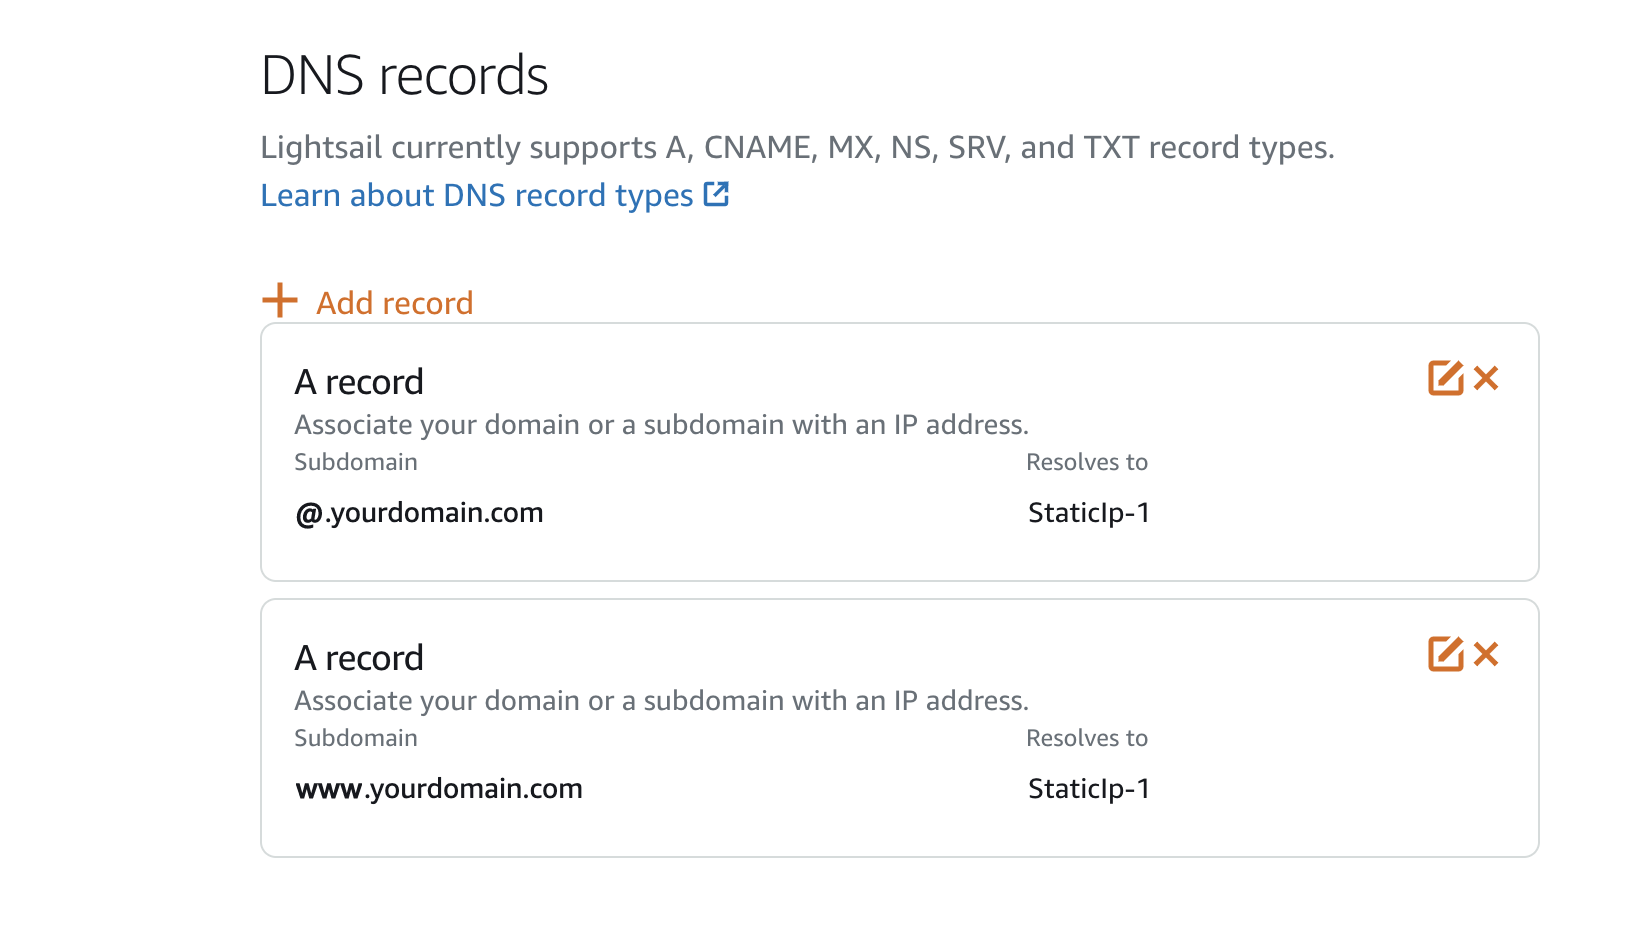 DNS records
Lightsail currently supports A, CNAME, MX, NS, SRV, and TXT record types.
Learn about DNS record types
Add record
A record
Associate your domain or a subdomain with an IP address.
Subdomain Resolves to
@.yourdomain.com StaticIp-1
A record
Associate your domain or a subdomain with an IP address.
Subdomain Resolves to
www.yourdomain.com StaticIp-1